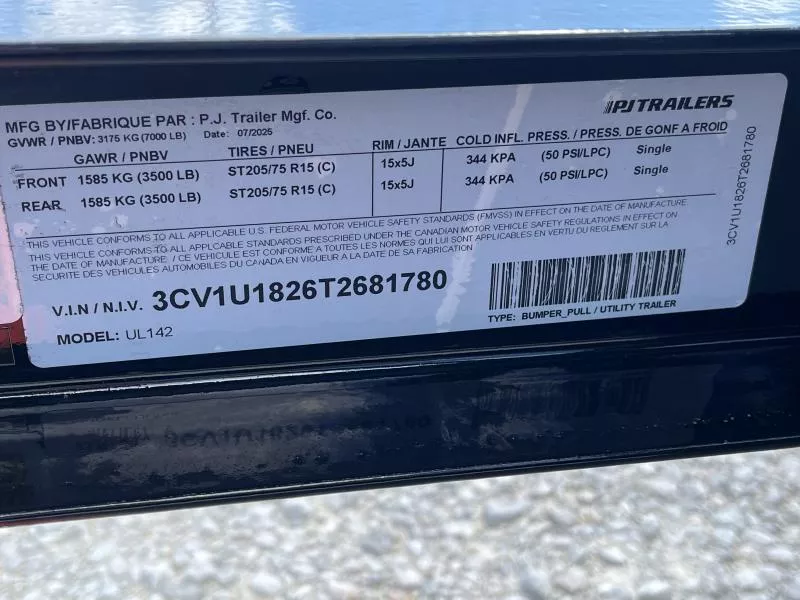 MFG BY/FABRIQUE PAR : P.J. Trailer Mfg. Co.
PJTRAILERS
GVWR / PNBV: 3175 KG (7000 LB) Date: 07/2025
GAWR / PNBV TIRES / PNEU RIM / JANTE COLD INFL. PRESS. / PRESS. DE GONF A FROID
FRONT 1585 KG (3500 LB) ST205/75 R15 (C) 15x5J 344 KPA (50 PSI/LPC) Single
REAR 1585 KG (3500 LB) ST205/75 R15 (C) 15x5J 344 KPA (50 PSI/LPC) Single
THIS VEHICLE CONFORMS TO ALL APPLICABLE U.S. FEDERAL MOTOR VEHICLE SAFETY STANDARDS (FMVSS) IN EFFECT ON THE DATE OF MANUFACTURE
THIS VEHICLE CONFORMS TO ALL APPLICABLE STANDARDS PRESCRIBED UNDER THE CANADIAN MOTOR VEHICLE SAFETY REGULATIONS IN EFFECT ON
THE DATE OF MANUFACTURE / CE VEHICULE EST CONFORME A TOUTES LES NORMES QUI LUI SONT APPLICABLES EN VERTU DU REGLEMENT SUR LA
SECURITE DES VEHICULES AUTOMOBILES DU CANADA EN VIGUEUR A LA DATE DE SA FABRICATION
V.I.N / N.I.V. 3CV1U1826T2681780
MODEL: UL142
TYPE: BUMPER_PULL / UTILITY TRAILER
3CV1U1826T2681780